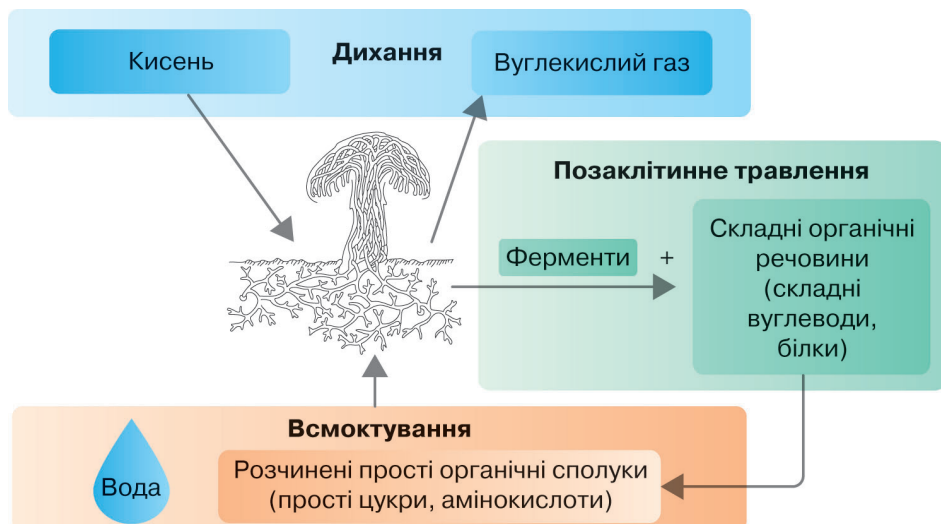 Кисень
Дихання
Вуглекислий газ
Позаклітинне травлення
Ферменти +
Складні органічні
речовини
(складні
вуглеводи,
білки)
Всмоктування
Вода
Розчинені прості органічні сполуки
(прості цукри, амінокислоти)